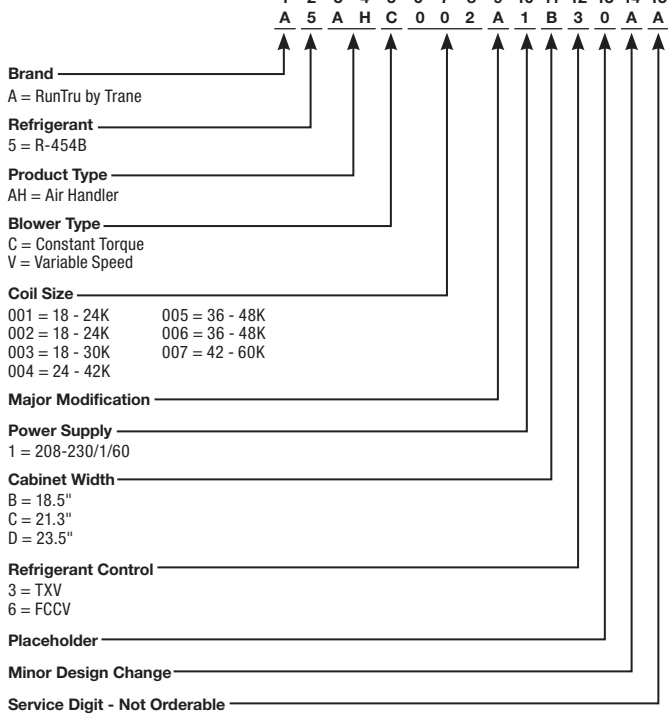 1 2 3 4 5 6 7 8 9 10 11 12 13 14 15
A 5 A H C 0 0 2 A 1 B 3 0 A A
Brand
A = RunTru by Trane
Refrigerant
5 = R-454B
Product Type
AH = Air Handler
Blower Type
C = Constant Torque
V = Variable Speed
Coil Size
001 = 18 - 24K 005 = 36 - 48K
002 = 18 - 24K 006 = 36 - 48K
003 = 18 - 30K 007 = 42 - 60K
004 = 24 - 42K
Major Modification
Power Supply
1 = 208-230/1/60
Cabinet Width
B = 18.5"
C = 21.3"
D = 23.5"
Refrigerant Control
3 = TXV
6 = FCCV
Placeholder
Minor Design Change
Service Digit - Not Orderable